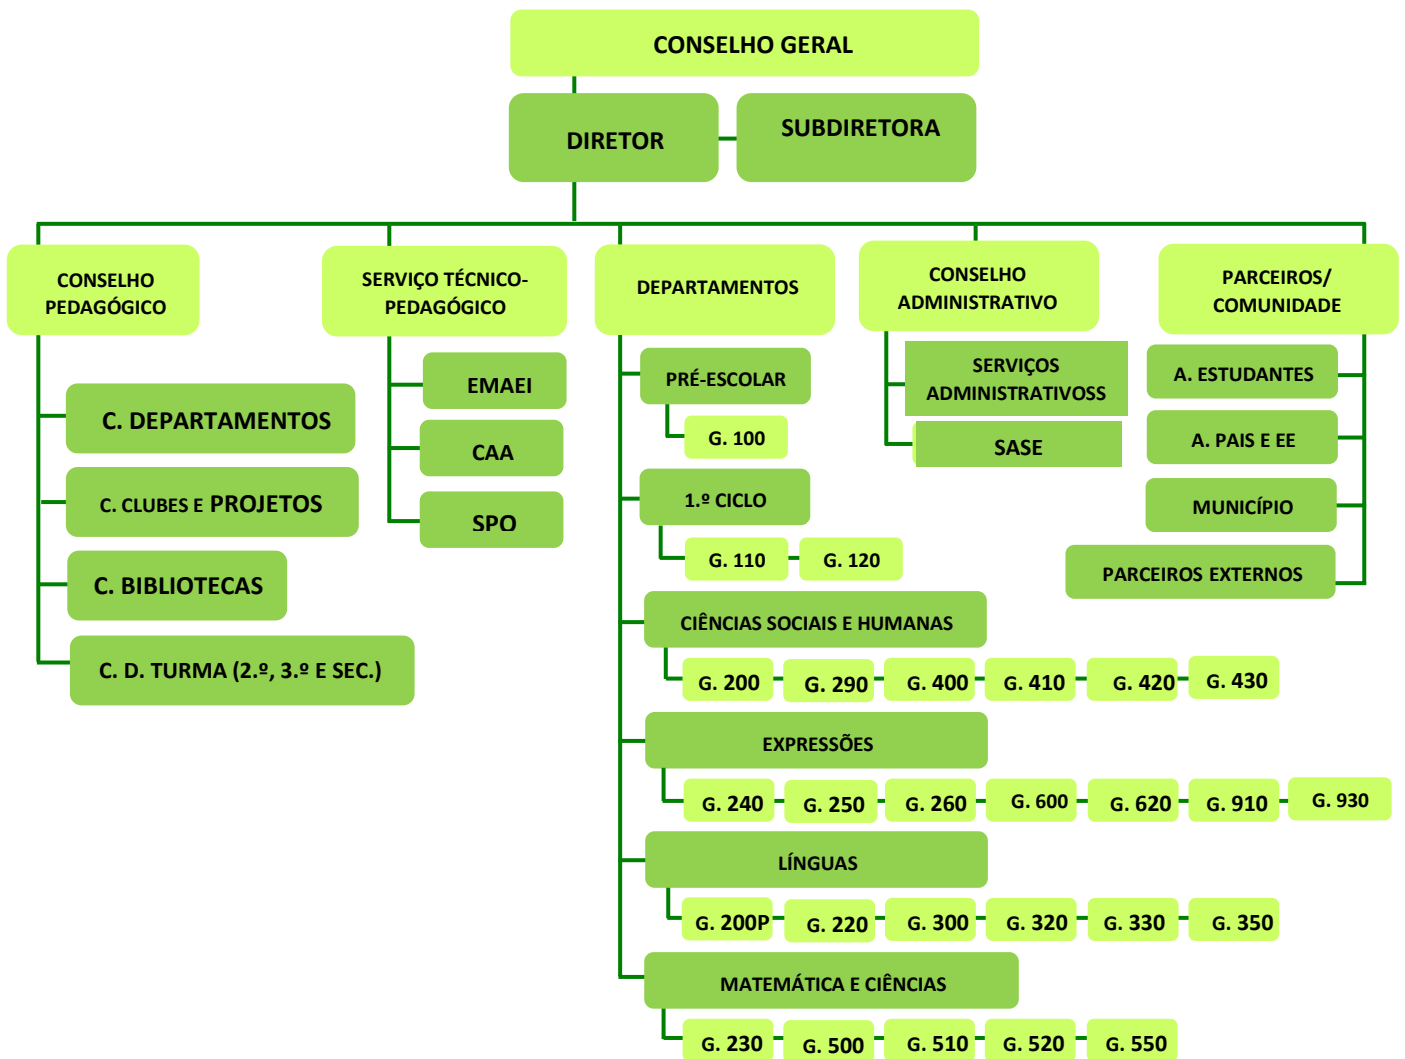 CONSELHO GERAL
DIRETOR
SUBDIRETORA
CONSELHO
PEDAGÓGICO
C. DEPARTAMENTOS
C. CLUBES E PROJETOS
C. BIBLIOTECAS
C. D. TURMA (2.º, 3.º E SEC.)
SERVIÇO TÉCNICO-
PEDAGÓGICO
EMAEI
CAA
SPO
DEPARTAMENTOS
PRÉ-ESCOLAR
G. 100
1.º CICLO
G. 110 G. 120
CIÊNCIAS SOCIAIS E HUMANAS
G. 200 G. 290 G. 400 G. 410 G. 420 G. 430
EXPRESSÕES
G. 240 G. 250 G. 260 G. 600 G. 620 G. 910 G. 930
LÍNGUAS
G. 200P G. 220 G. 300 G. 320 G. 330 G. 350
MATEMÁTICA E CIÊNCIAS
G. 230 G. 500 G. 510 G. 520 G. 550
CONSELHO
ADMINISTRATIVO
SERVIÇOS
ADMINISTRATIVOSS
SASE
PARCEIROS/
COMUNIDADE
A. ESTUDANTES
A. PAIS E EE
MUNICÍPIO
PARCEIROS EXTERNOS